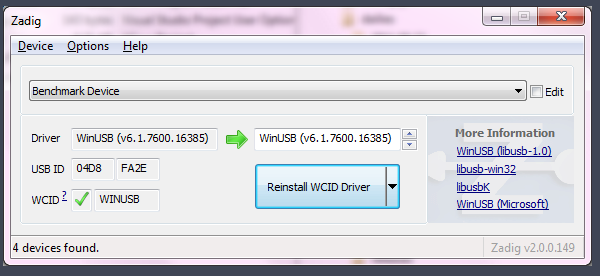 Zadig
Device Options Help
Benchmark Device
Edit
Driver WinUSB (v6.1.7600.16385) WinUSB (v6.1.7600.16385)
USB ID 04D8 FA2E
WCID ? WINUSB
Reinstall WCID Driver
More Information
WinUSB (libusb-1.0)
libusb-win32
libusbK
WinUSB (Microsoft)
4 devices found.
Zadig v2.0.0.149